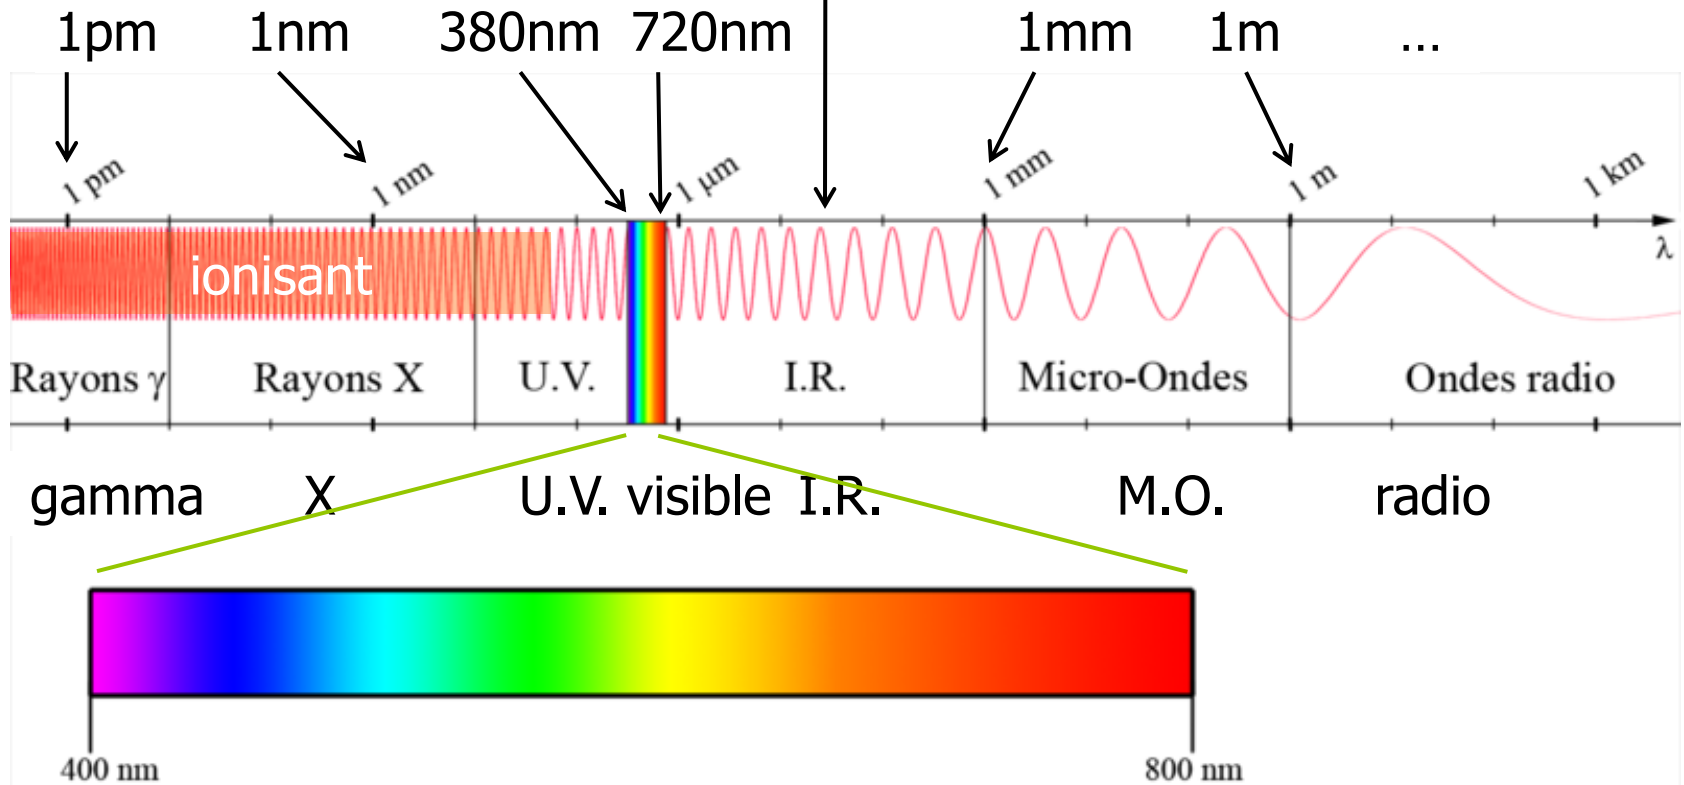 1pm 1nm 380nm 720nm 1mm 1m ...
1 pm 1 nm 1 µm 1 mm 1 m 1 km
λ
ionisant
Rayons γ Rayons X U.V. I.R. Micro-Ondes Ondes radio
gamma X U.V. visible I.R. M.O. radio
400 nm 800 nm